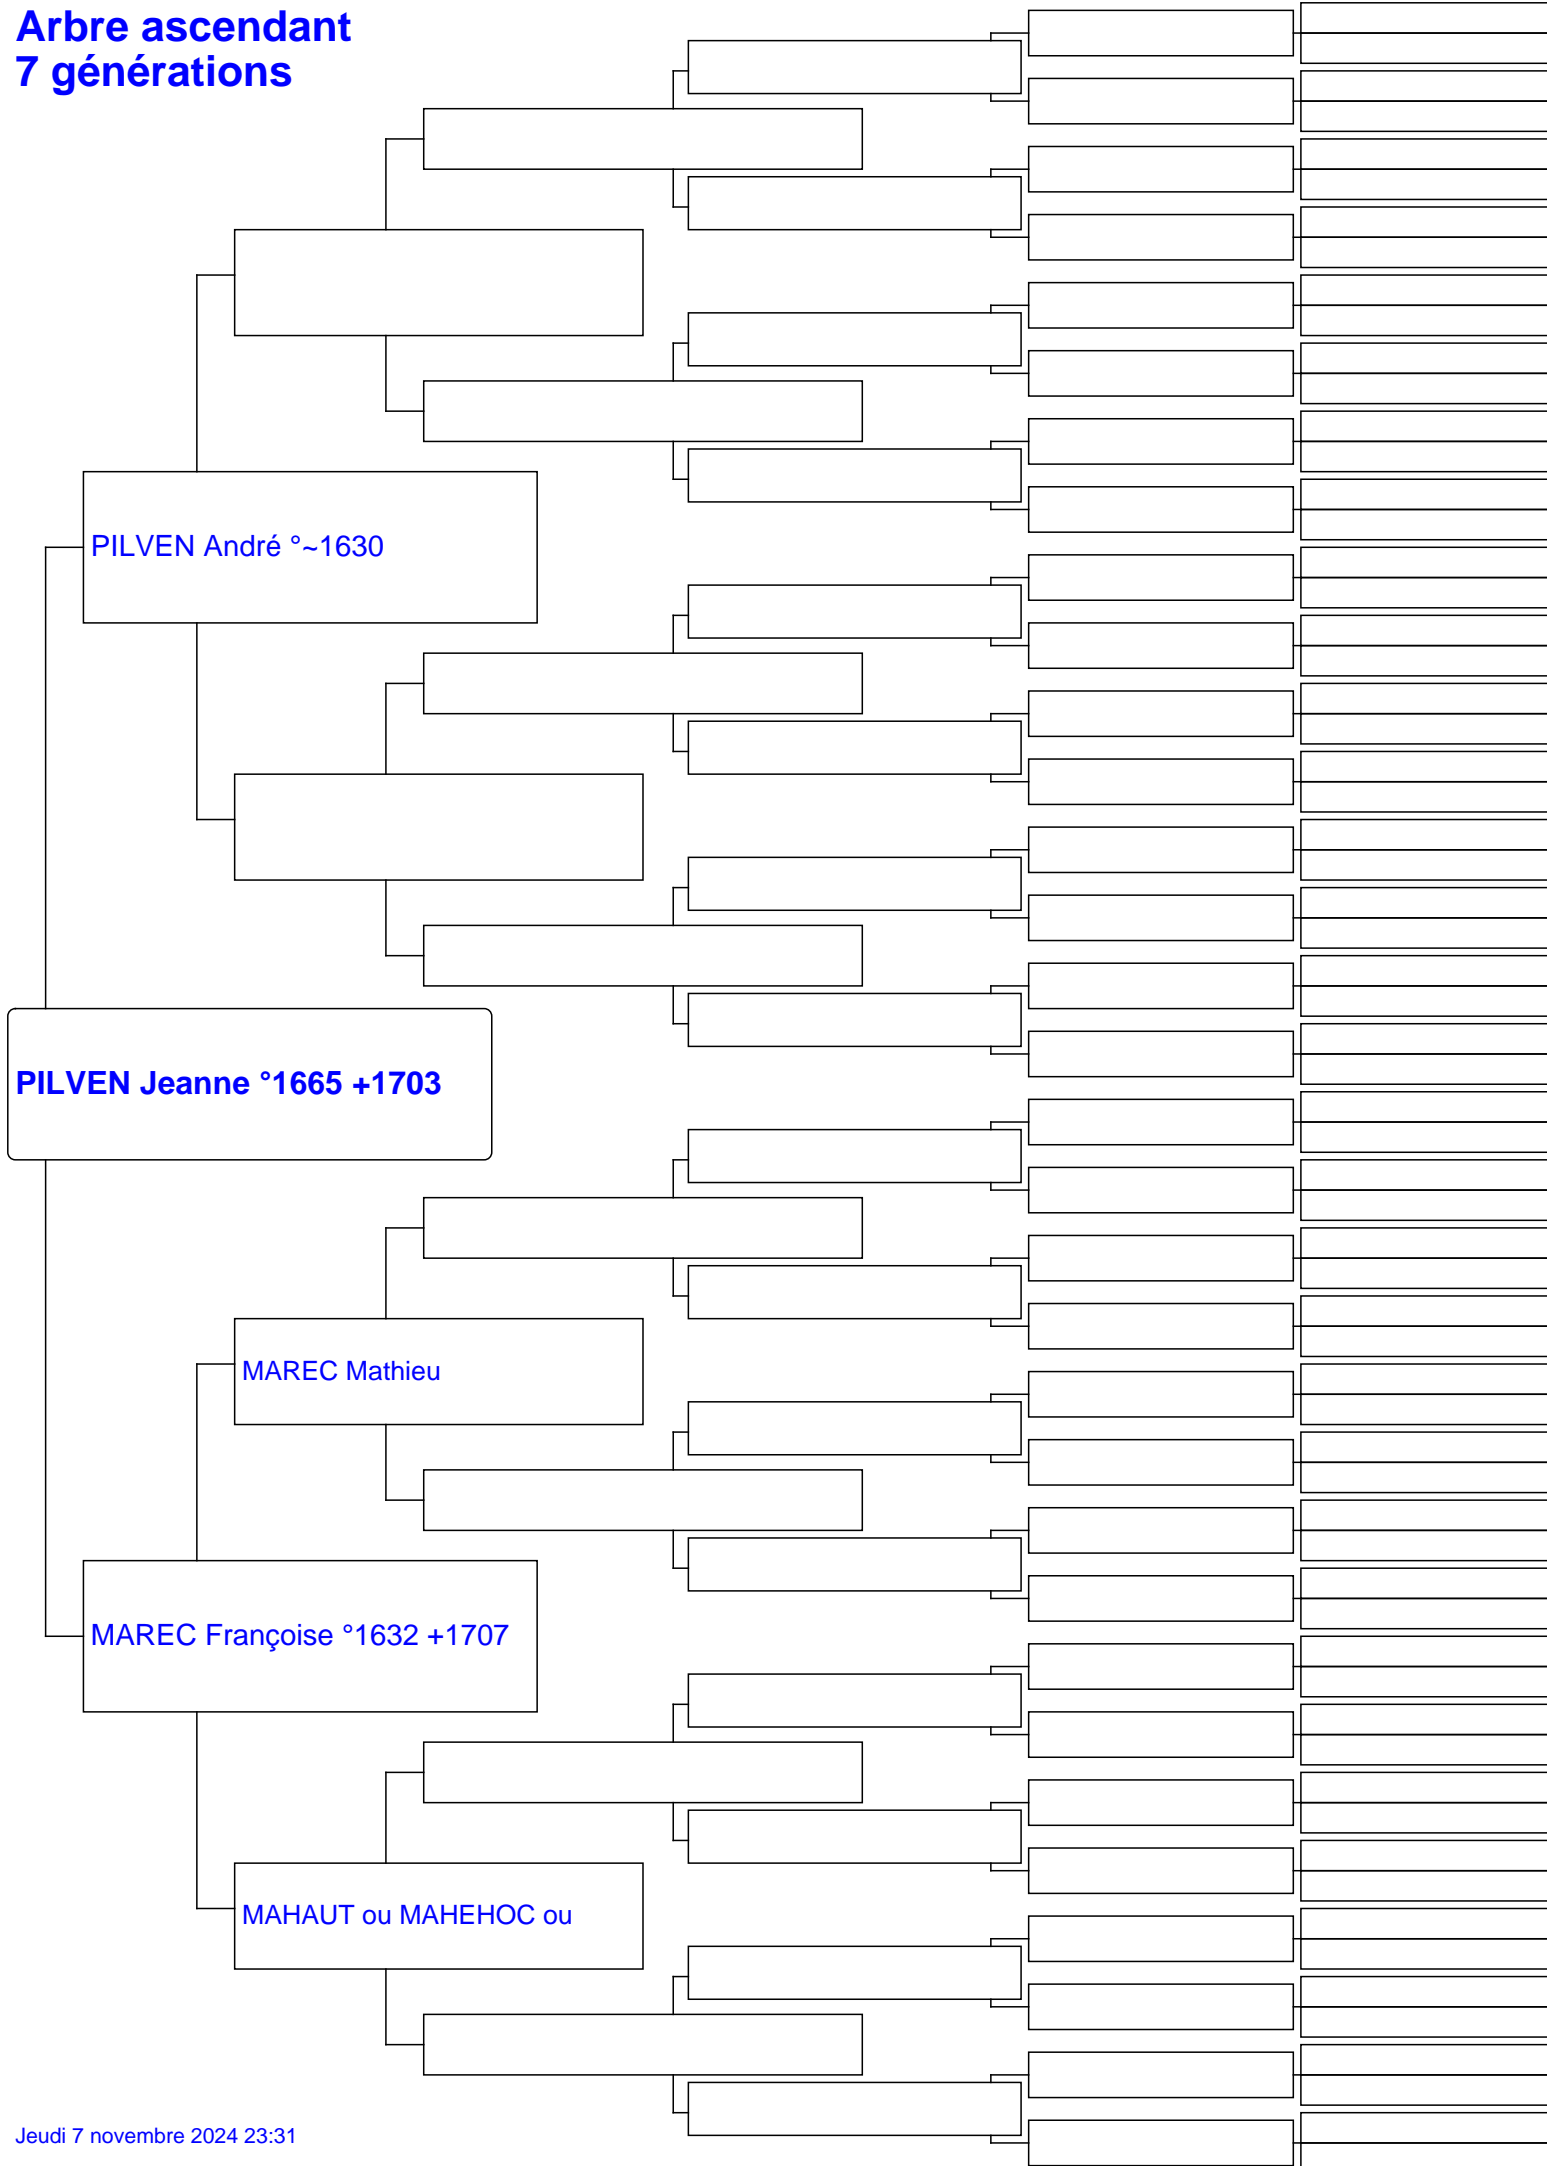 Arbre ascendant
7 générations
PILVEN André °~1630
PILVEN Jeanne °1665 +1703
MAREC Mathieu
MAREC Françoise °1632 +1707
MAHAUT ou MAHEHOC ou
Jeudi 7 novembre 2024 23:31